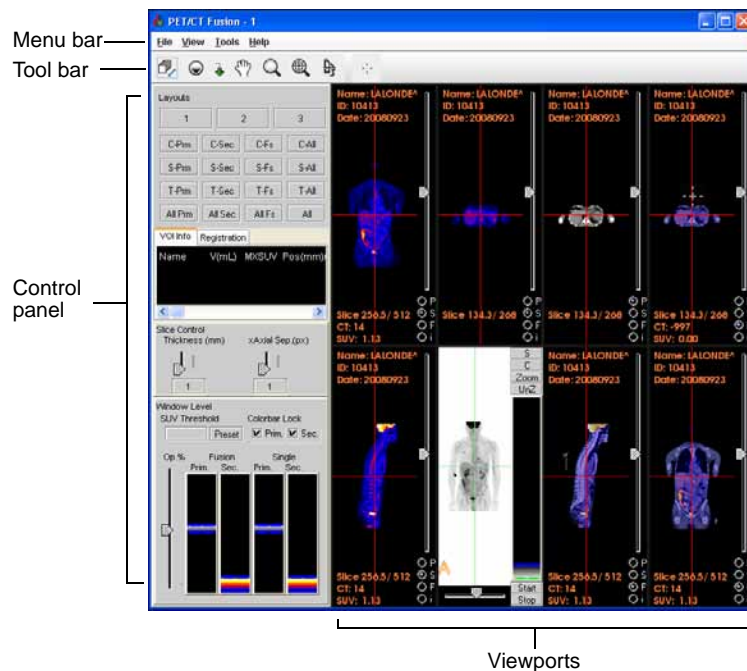 PET/CT Fusion - 1
Menu bar
File View Tools Help
Tool bar
Control panel
Layouts
1 2 3
C-Prm C-Sec C-Fs C-All
S-Prm S-Sec S-Fs S-All
T-Prm T-Sec T-Fs T-All
All Prm All Sec All Fs All
VOI Info Registration
Name V(mL) MXSUV Pos(mm)
Slice Control
Thickness (mm) xAxial Sep.(px)
1 1
Window Level
SUV Threshold Colorbar Lock
Preset Prim. Sec.
Op % Fusion Single
Prim. Sec. Prim. Sec.
Name: LALONDE^
ID: 10413
Date: 20080923
Slice 256.5/ 512
CT: 14
SUV: 1.13
P
S
F
i
Name: LALONDE^
ID: 10413
Date: 20080923
Slice 134.3/ 268
P
S
F
i
Name: LALONDE^
ID: 10413
Date: 20080923
Slice 134.3/ 268
P
S
F
i
Name: LALONDE^
ID: 10413
Date: 20080923
Slice 134.3/ 268
CT: -997
SUV: 0.00
P
S
F
i
Name: LALONDE^
ID: 10413
Date: 20080923
Slice 256.5/ 512
CT: 14
SUV: 1.13
P
S
F
i
S
C
Zoom
UnZ
A
Start
Stop
Name: LALONDE^
ID: 10413
Date: 20080923
Slice 256.5/ 512
CT: 14
SUV: 1.13
P
S
F
i
Name: LALONDE^
ID: 10413
Date: 20080923
Slice 256.5/ 512
CT: 14
SUV: 1.13
P
S
F
i
Viewports